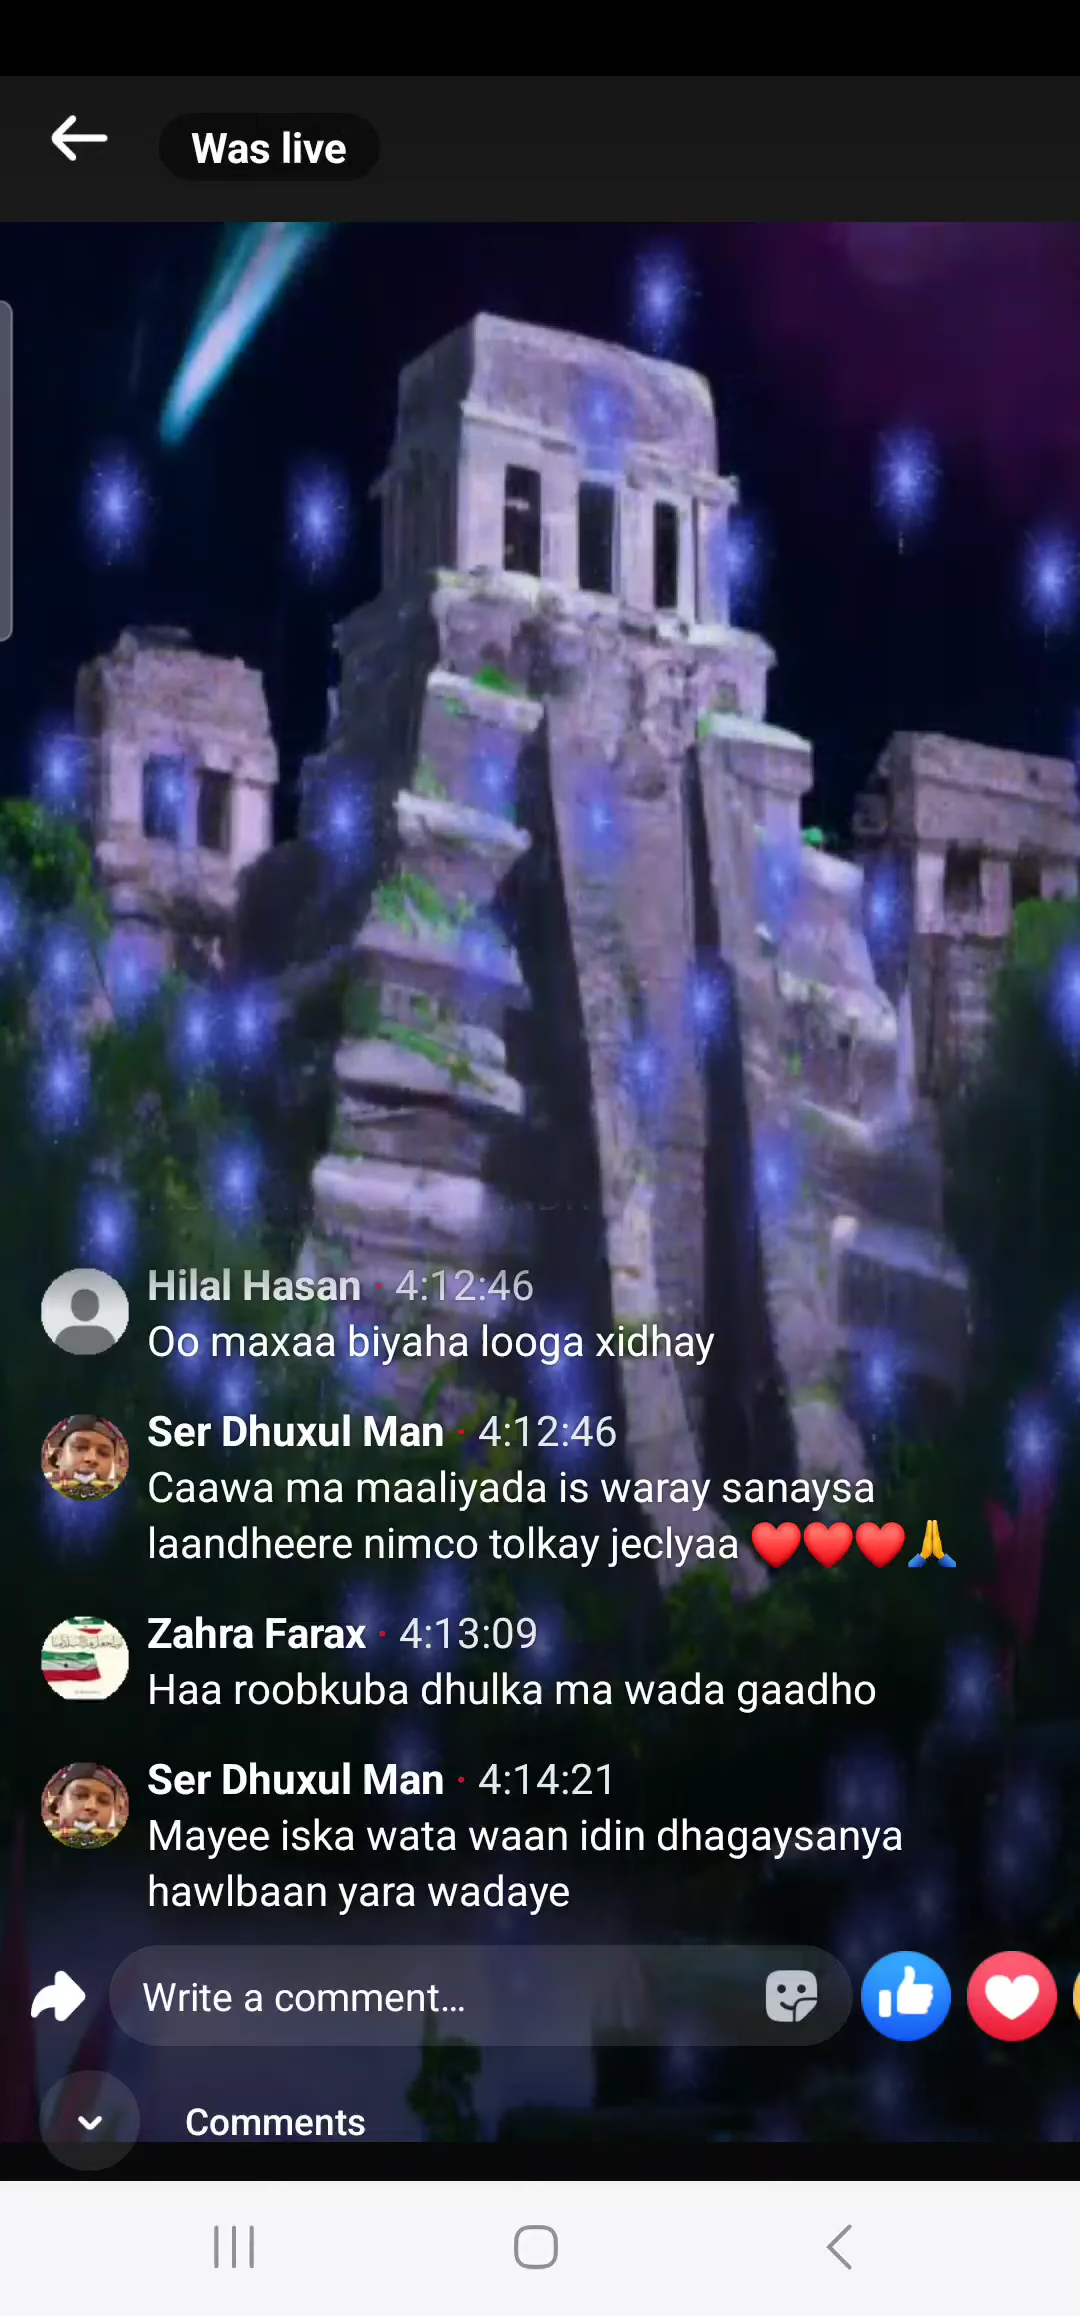 Was live
Hilal Hasan · 4:12:46
Oo maxaa biyaha looga xidhay
Ser Dhuxul Man · 4:12:46
Caawa ma maaliyada is waray sanaysa
laandheere nimco tolkay jeclyaa ❤️❤️❤️🙏
Zahra Farax · 4:13:09
Haa roobkuba dhulka ma wada gaadho
Ser Dhuxul Man · 4:14:21
Mayee iska wata waan idin dhagaysanya
hawlbaan yara wadaye
Write a comment...
Comments